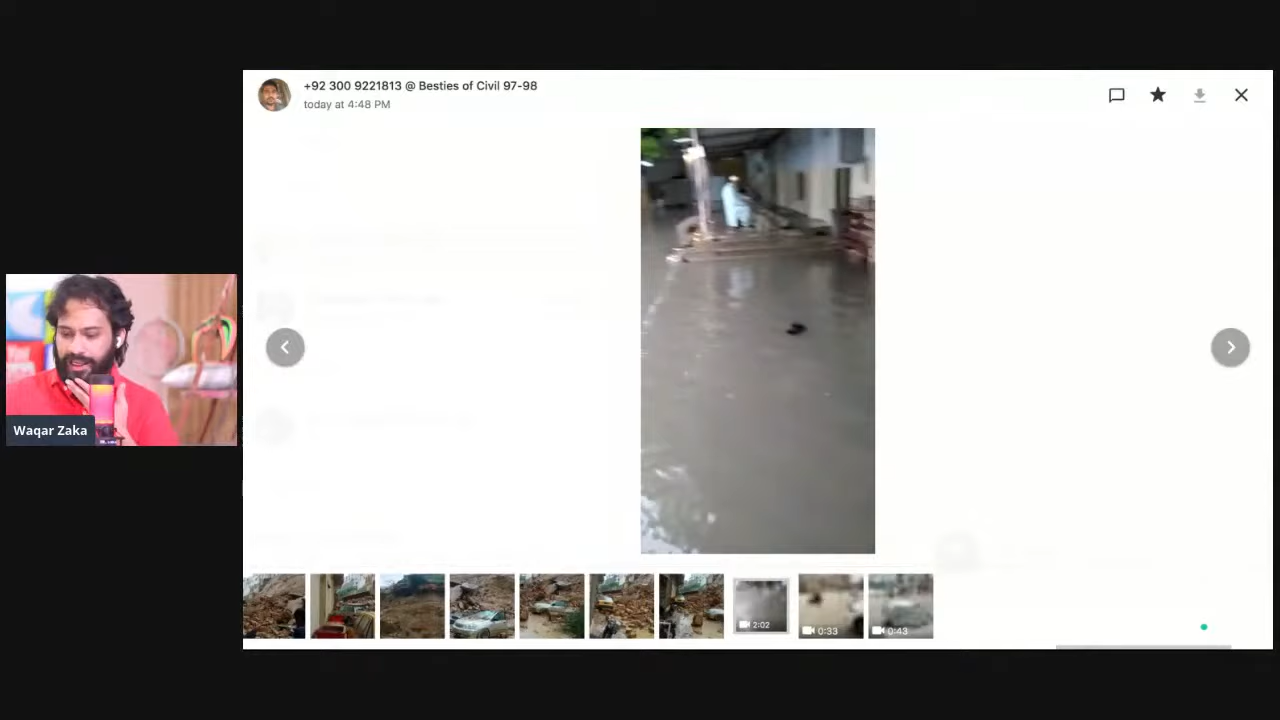 +92 300 9221813 @ Besties of Civil 97-98
today at 4:48 PM
Waqar Zaka
2:02
0:33
0:43